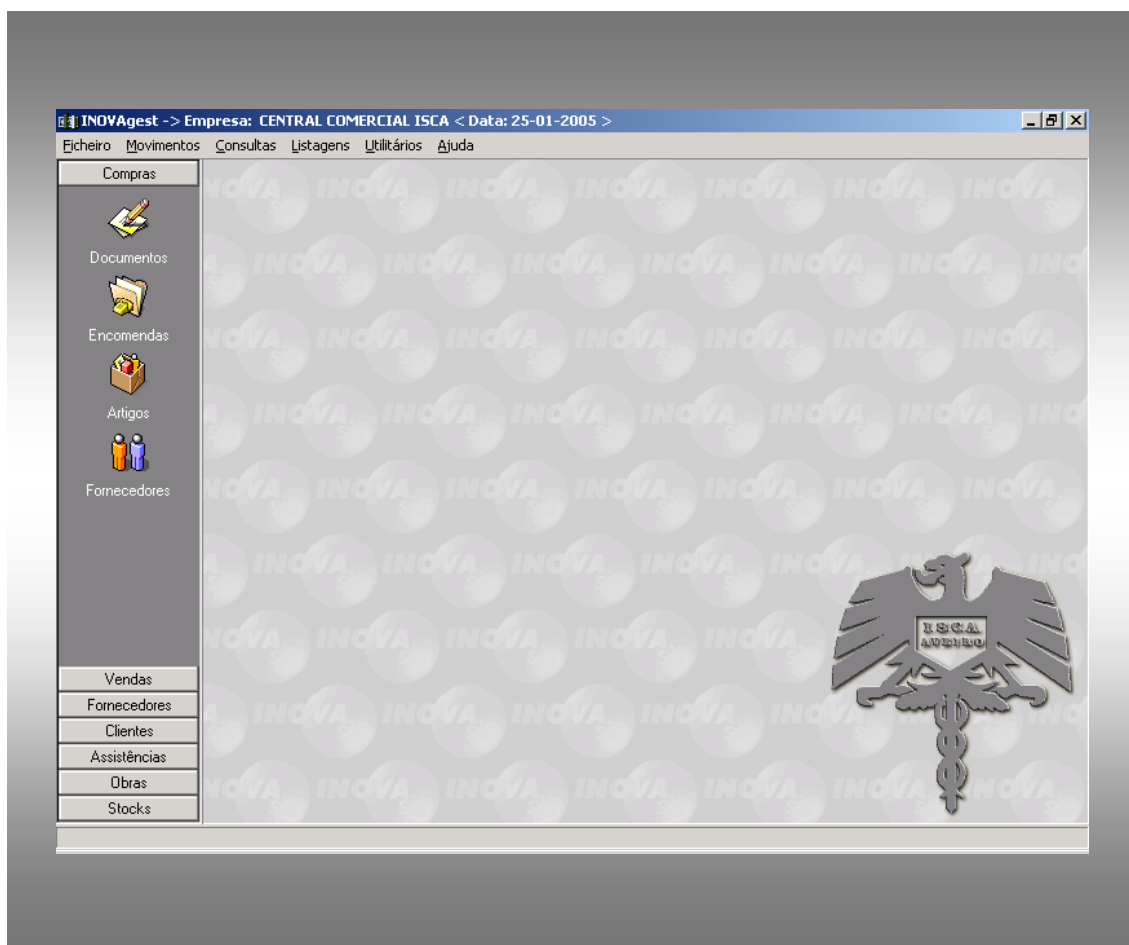 INOVAgest -> Empresa: CENTRAL COMERCIAL ISCA < Data: 25-01-2005 >
Ficheiro Movimentos Consultas Listagens Utilitários Ajuda
Compras
Documentos
Encomendas
Artigos
Fornecedores
Vendas
Fornecedores
Clientes
Assistências
Obras
Stocks
INOVA
ISCA
AVEIRO